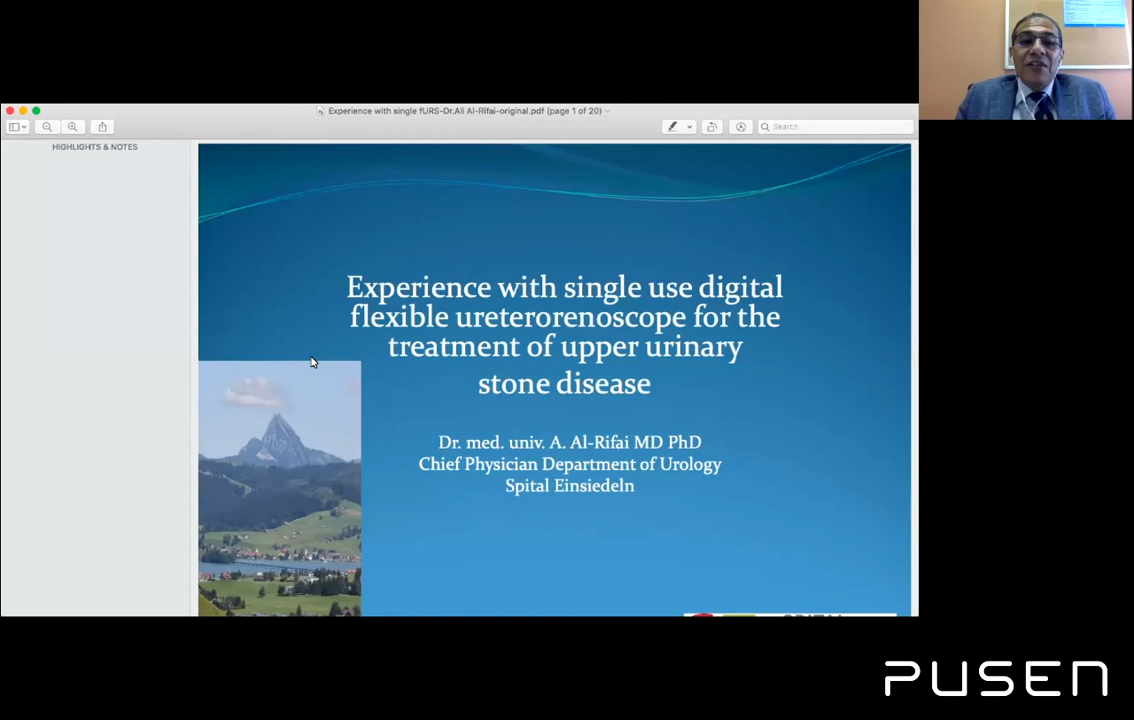 Experience with single fURS-Dr.Ali Al-Rifai-original.pdf (page 1 of 20)
Search
HIGHLIGHTS & NOTES
Experience with single use digital
flexible ureterorenoscope for the
treatment of upper urinary
stone disease
Dr. med. univ. A. Al-Rifai MD PhD
Chief Physician Department of Urology
Spital Einsiedeln
PUSEN